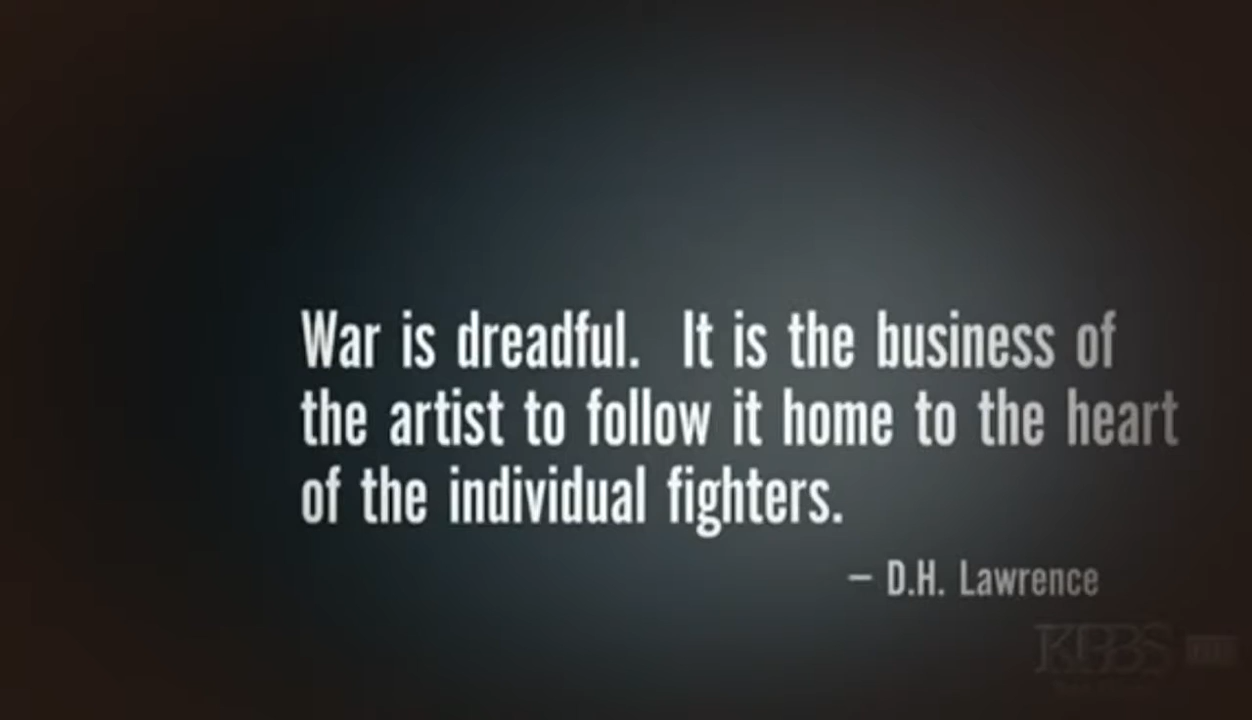 War is dreadful. It is the business of
the artist to follow it home to the heart
of the individual fighters.
– D.H. Lawrence
KPBS